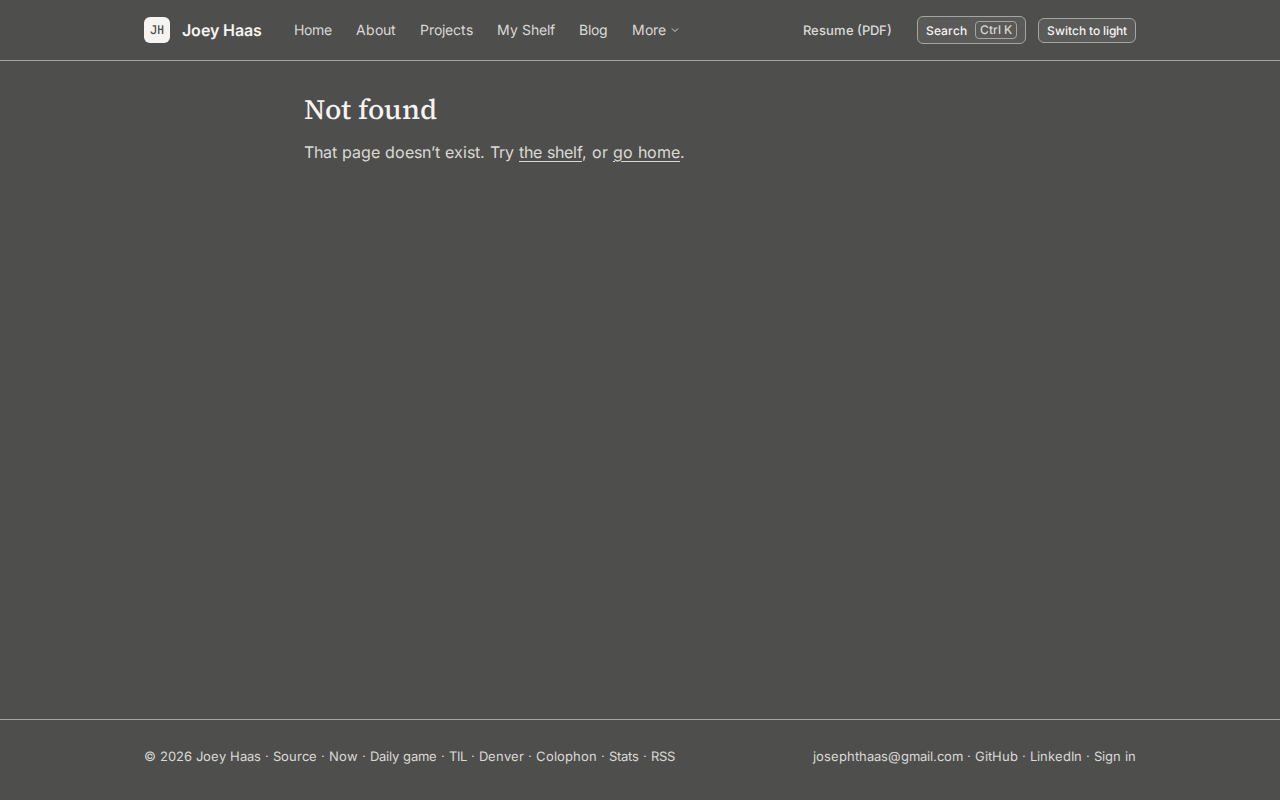 JH Joey Haas Home About Projects My Shelf Blog More Resume (PDF) Search Ctrl K Switch to light
Not found
That page doesn’t exist. Try the shelf, or go home.
© 2026 Joey Haas · Source · Now · Daily game · TIL · Denver · Colophon · Stats · RSS josephthaas@gmail.com · GitHub · LinkedIn · Sign in